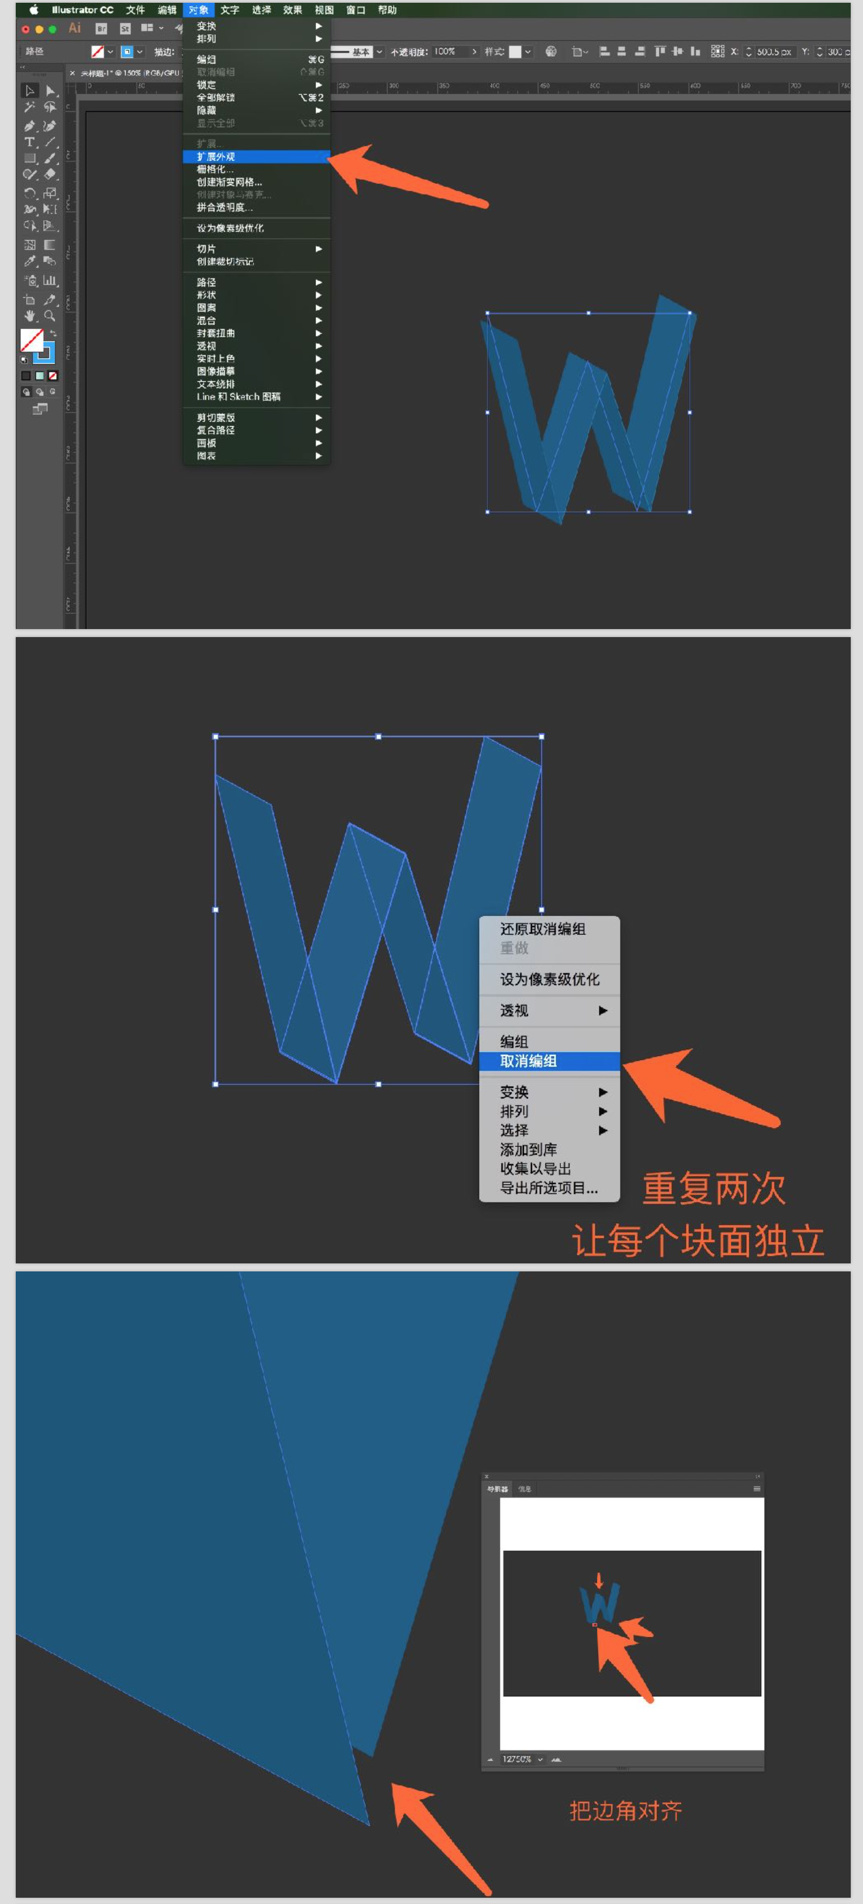 Illustrator CC 文件 编辑 对象 文字 选择 效果 视图 窗口 帮助
Ai Br St
路径 描边: 基本 不透明度: 100% 样式: X: 500.5 px Y:
变换
排列
编组 ⌘G
取消编组 ⇧⌘G
锁定
全部解锁 ⌥⌘2
隐藏
显示全部 ⌥⌘3
扩展...
扩展外观
栅格化...
创建渐变网格...
创建对象马赛克...
拼合透明度...
设为像素级优化
切片
创建裁切标记
路径
形状
图案
混合
封套扭曲
透视
实时上色
图像描摹
文本绕排
Line 和 Sketch 图稿
剪切蒙版
复合路径
画板
图表
还原取消编组
重做
设为像素级优化
透视
编组
取消编组
变换
排列
选择
添加到库
收集以导出
导出所选项目...
重复两次
让每个块面独立
导航器 信息
12750%
把边角对齐